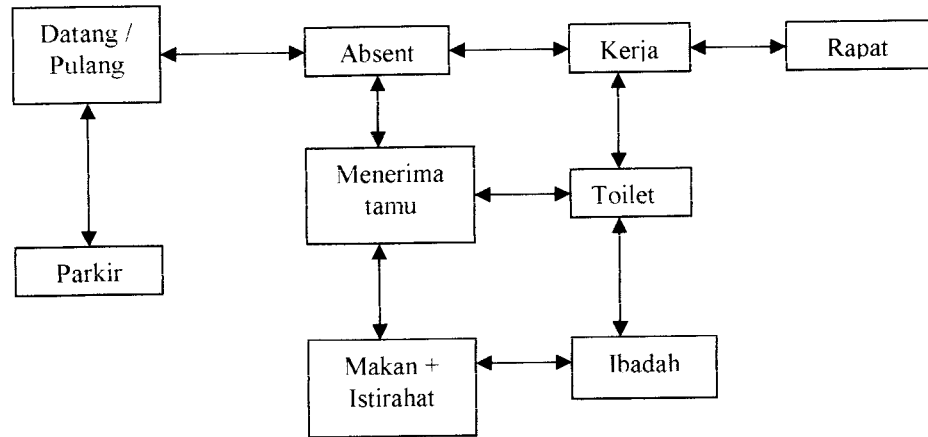 Datang /
Pulang
Absent
Kerja
Rapat
Menerima
tamu
Toilet
Parkir
Makan +
Istirahat
Ibadah